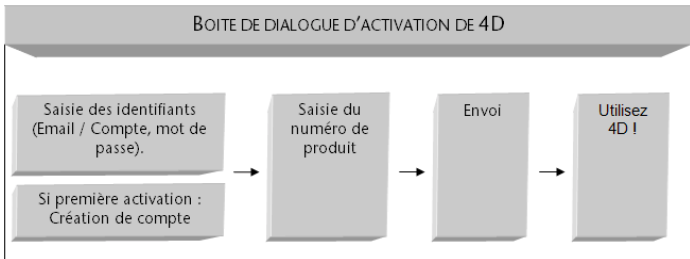 BOITE DE DIALOGUE D'ACTIVATION DE 4D
Saisie des identifiants
(Email / Compte, mot de
passe).
Si première activation :
Création de compte
Saisie du
numéro de
produit
Envoi
Utilisez
4D !